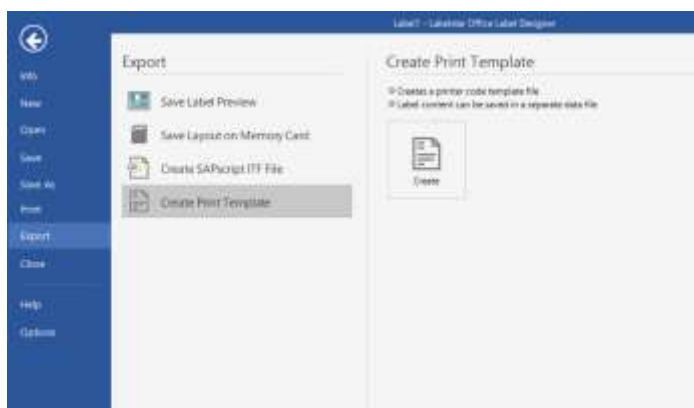 Label1 - Labelstar Office Label Designer
Info
New
Open
Save
Save As
Print
Export
Close
Help
Options
Export
Save Label Preview
Save Layout on Memory Card
Create SAPscript ITF File
Create Print Template
Create Print Template
Creates a printer code template file
Label content can be saved in a separate data file
Create